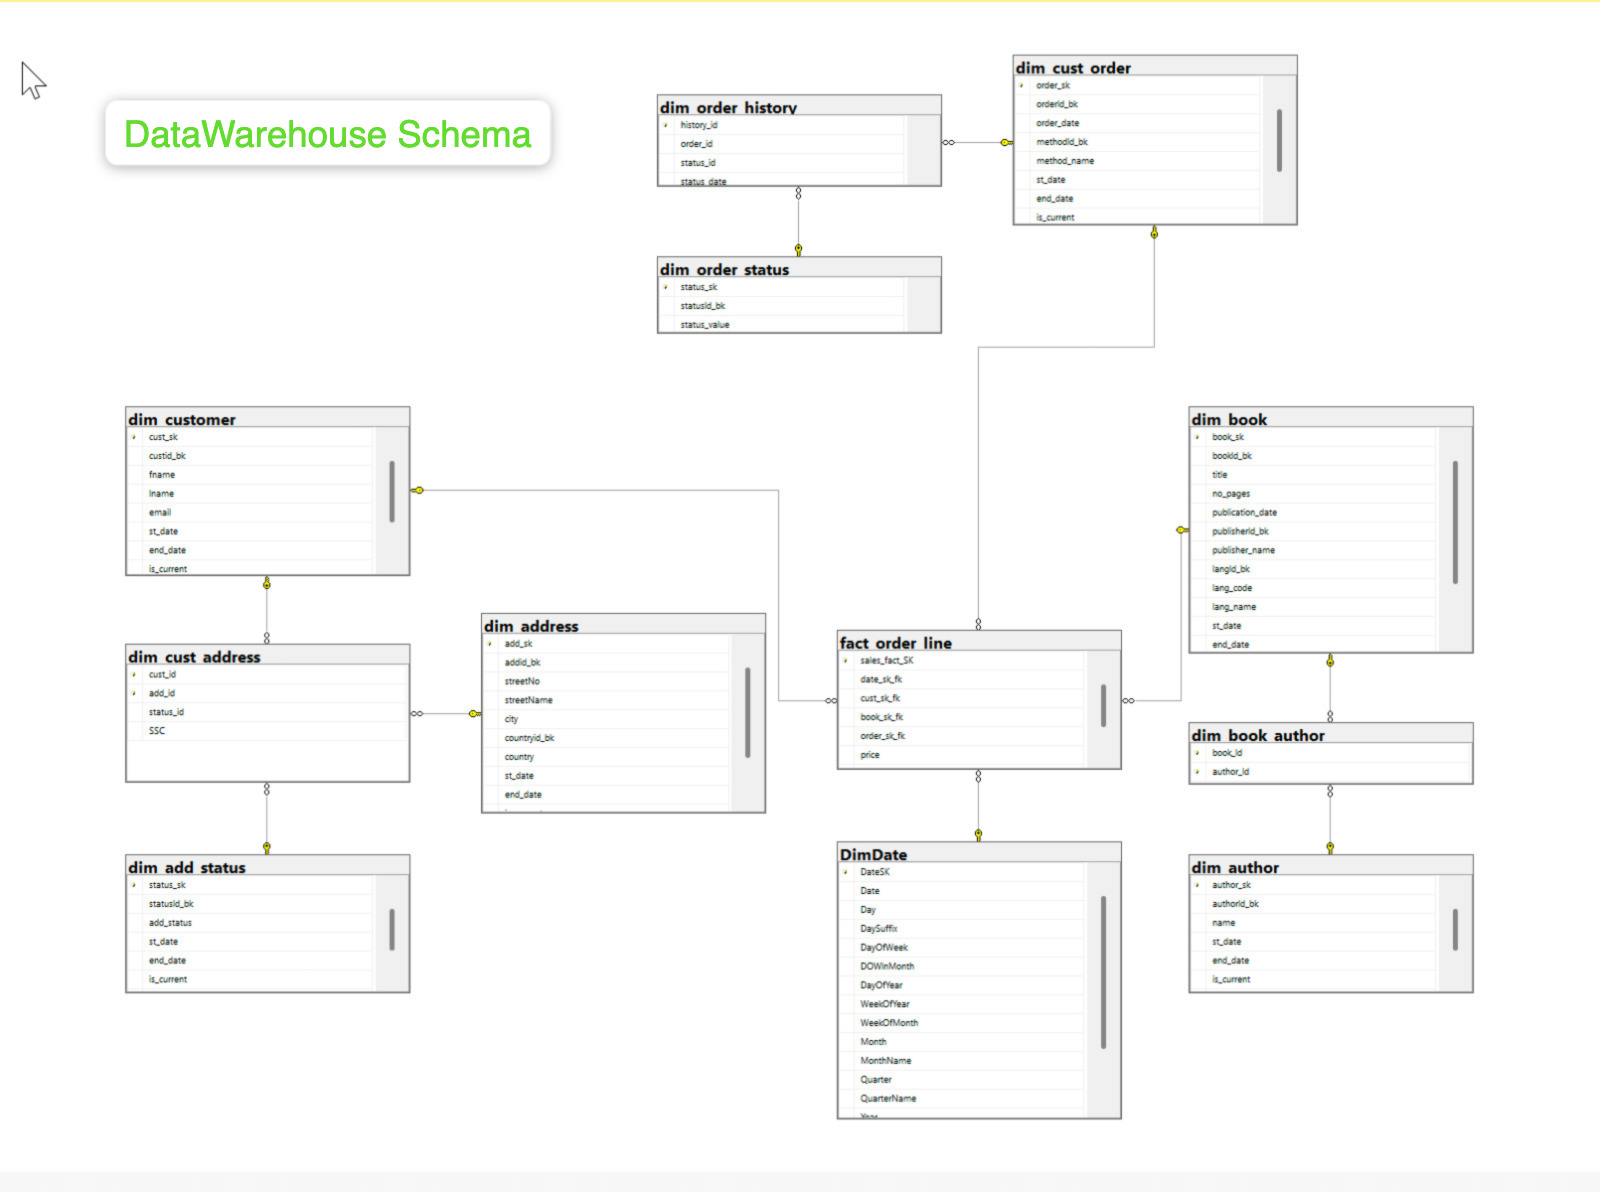 DataWarehouse Schema
dim_order_history
history_id
order_id
status_id
status_date
dim_cust_order
order_sk
orderid_bk
order_date
methodid_bk
method_name
st_date
end_date
is_current
dim_order_status
status_sk
statusid_bk
status_value
dim_customer
cust_sk
custid_bk
fname
lname
email
st_date
end_date
is_current
dim_cust_address
cust_id
add_id
status_id
SSC
dim_add_status
status_sk
statusid_bk
add_status
st_date
end_date
is_current
dim_address
add_sk
addid_bk
streetNo
streetName
city
countryid_bk
country
st_date
end_date
fact_order_line
sales_fact_SK
date_sk_fk
cust_sk_fk
book_sk_fk
order_sk_fk
price
DimDate
DateSK
Date
Day
DaySuffix
DayOfWeek
DOWInMonth
DayOfYear
WeekOfYear
WeekOfMonth
Month
MonthName
Quarter
QuarterName
Year
dim_book
book_sk
bookid_bk
title
no_pages
publication_date
publisherid_bk
publisher_name
langid_bk
lang_code
lang_name
st_date
end_date
dim_book_author
book_id
author_id
dim_author
author_sk
authorid_bk
name
st_date
end_date
is_current